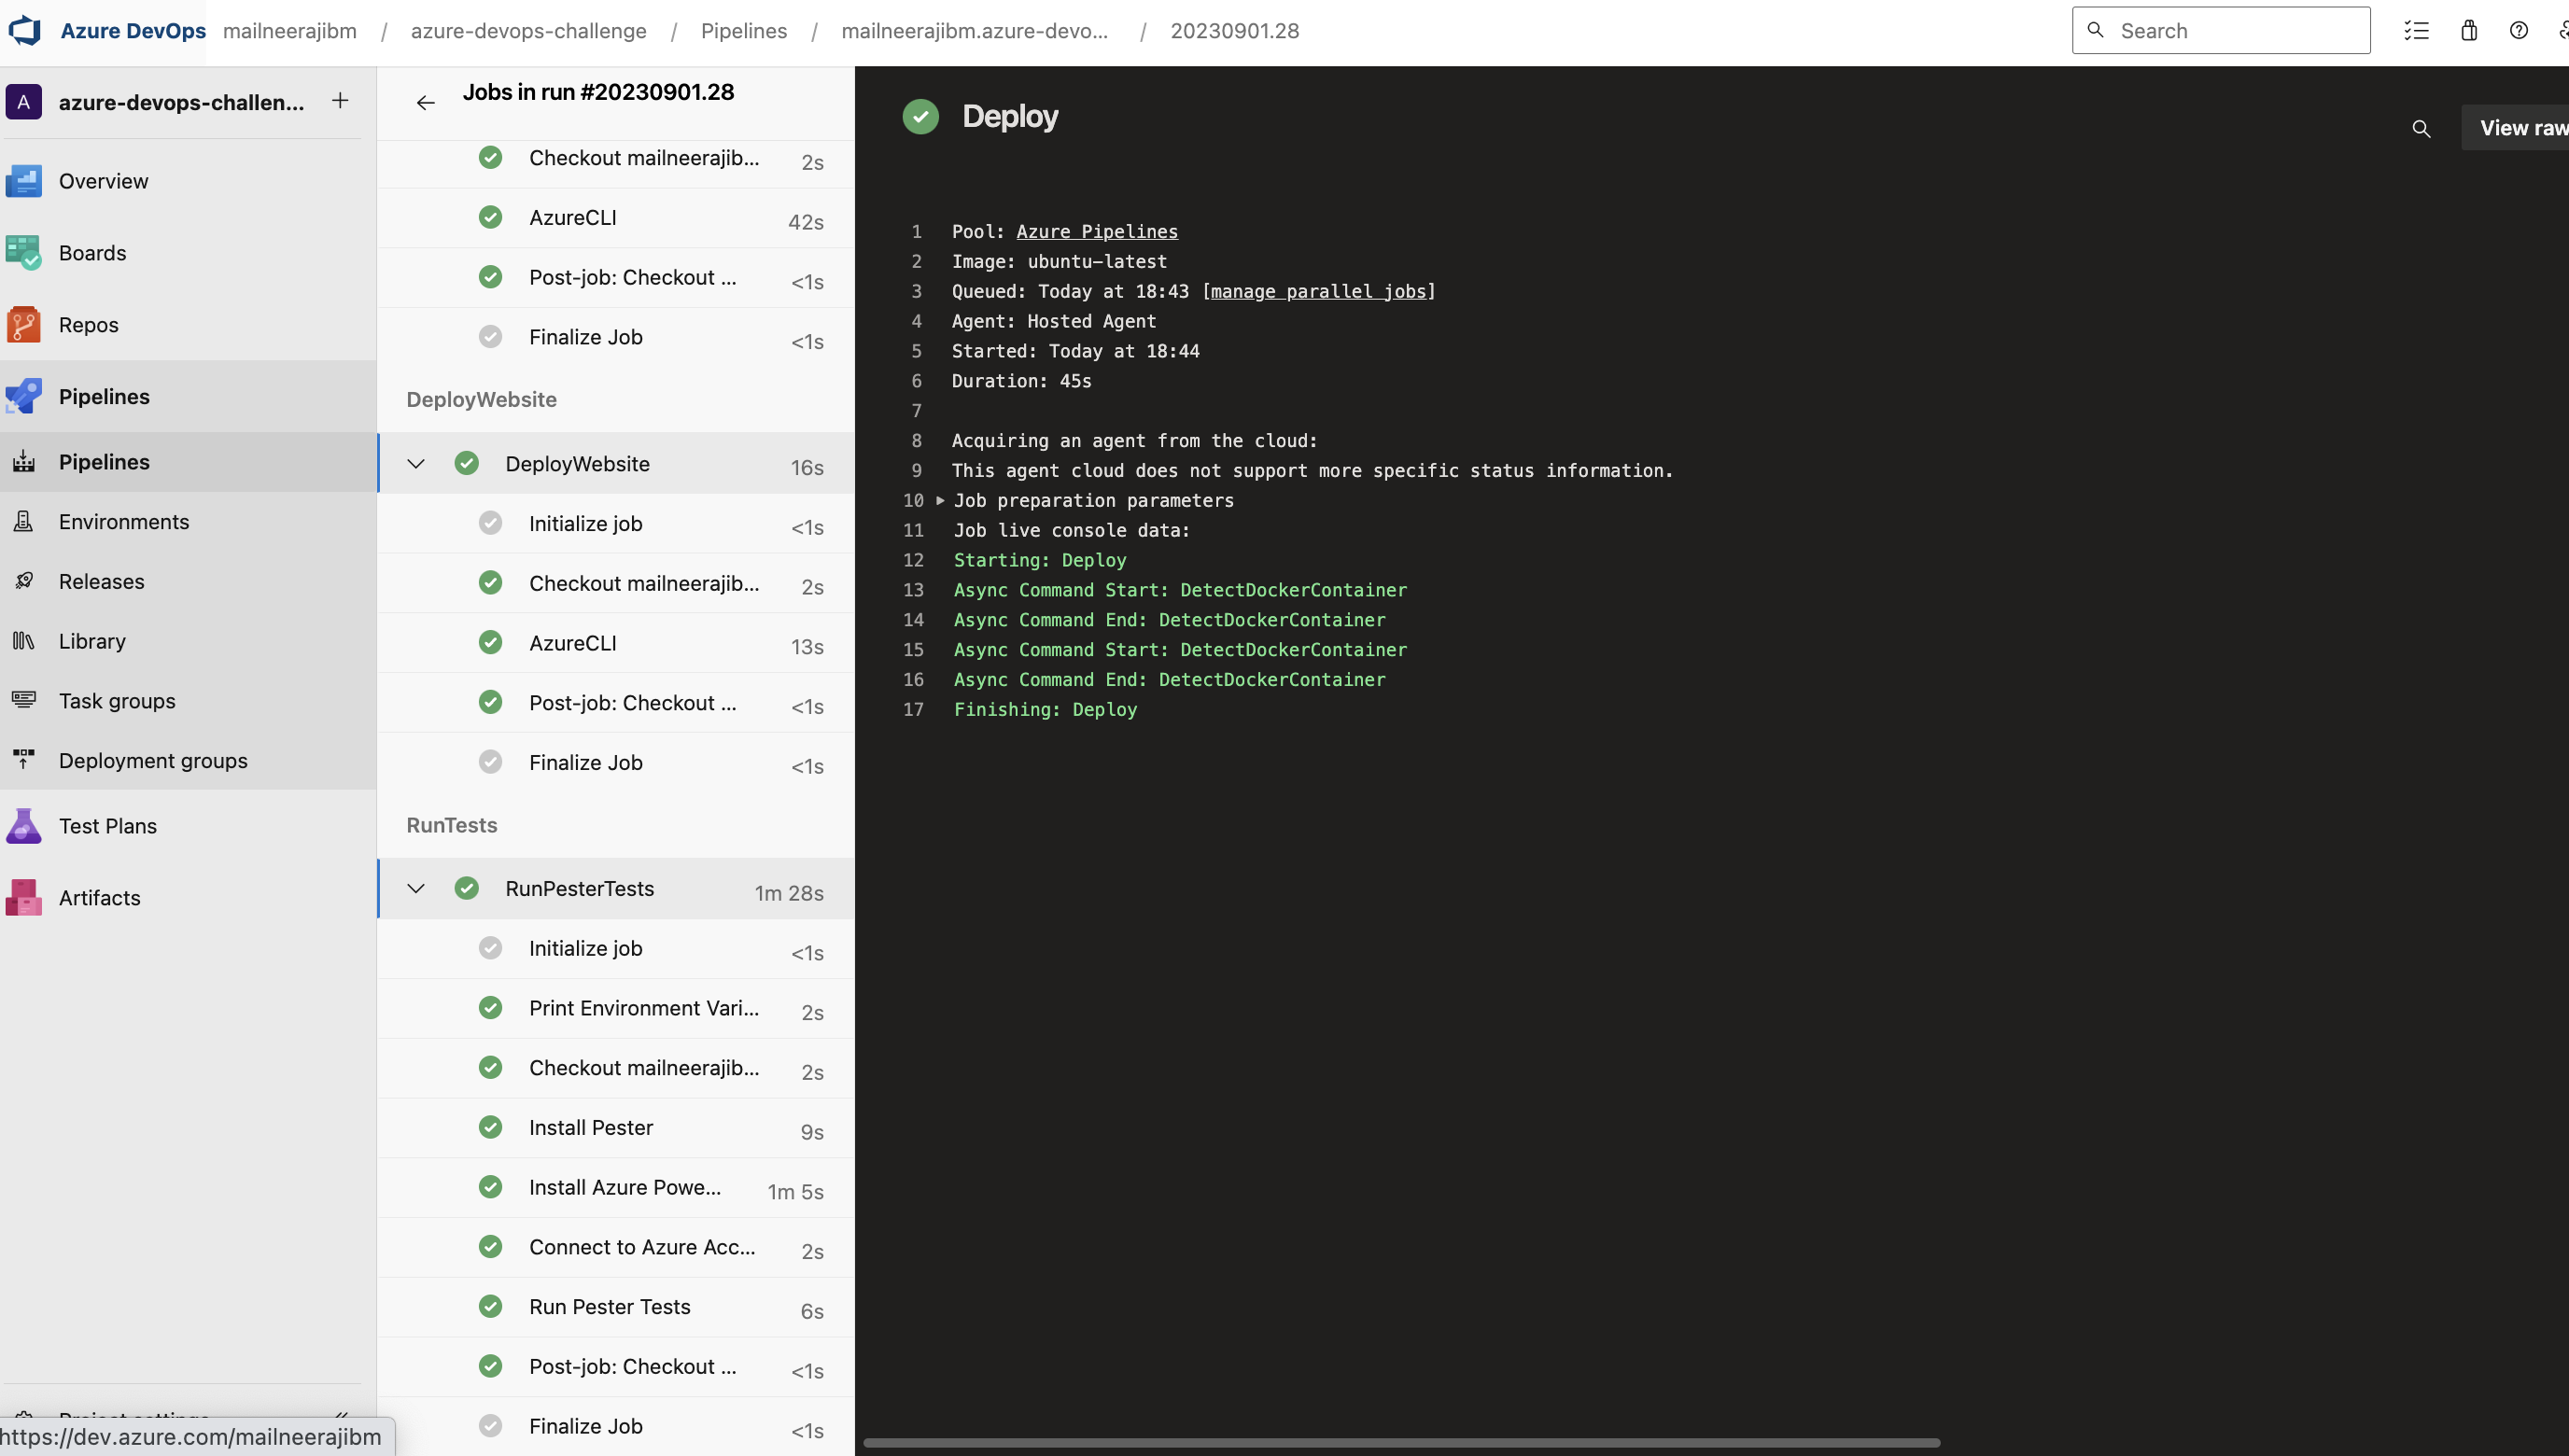 Azure DevOps mailneerajibm / azure-devops-challenge / Pipelines / mailneerajibm.azure-devo... / 20230901.28
Search
A azure-devops-challen... +
Overview
Boards
Repos
Pipelines
Pipelines
Environments
Releases
Library
Task groups
Deployment groups
Test Plans
Artifacts
Project settings
https://dev.azure.com/mailneerajibm
Jobs in run #20230901.28
Checkout mailneerajib... 2s
AzureCLI 42s
Post-job: Checkout ... <1s
Finalize Job <1s
DeployWebsite
DeployWebsite 16s
Initialize job <1s
Checkout mailneerajib... 2s
AzureCLI 13s
Post-job: Checkout ... <1s
Finalize Job <1s
RunTests
RunPesterTests 1m 28s
Initialize job <1s
Print Environment Vari... 2s
Checkout mailneerajib... 2s
Install Pester 9s
Install Azure Powe... 1m 5s
Connect to Azure Acc... 2s
Run Pester Tests 6s
Post-job: Checkout ... <1s
Finalize Job <1s
Deploy
View raw
1 Pool: Azure Pipelines
2 Image: ubuntu-latest
3 Queued: Today at 18:43 [manage parallel jobs]
4 Agent: Hosted Agent
5 Started: Today at 18:44
6 Duration: 45s
7
8 Acquiring an agent from the cloud:
9 This agent cloud does not support more specific status information.
10 Job preparation parameters
11 Job live console data:
12 Starting: Deploy
13 Async Command Start: DetectDockerContainer
14 Async Command End: DetectDockerContainer
15 Async Command Start: DetectDockerContainer
16 Async Command End: DetectDockerContainer
17 Finishing: Deploy